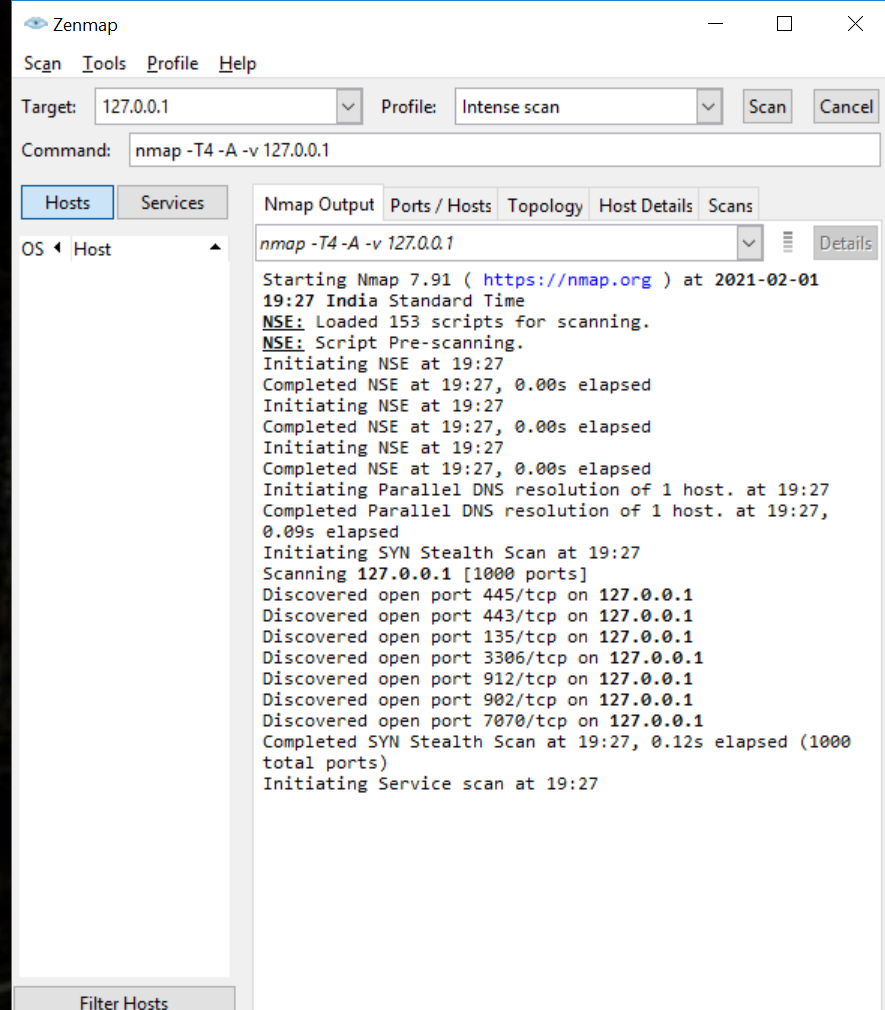 Zenmap
Scan Tools Profile Help
Target: 127.0.0.1 Profile: Intense scan Scan Cancel
Command: nmap -T4 -A -v 127.0.0.1
Hosts Services
Nmap Output Ports / Hosts Topology Host Details Scans
OS Host
nmap -T4 -A -v 127.0.0.1 Details
Starting Nmap 7.91 ( https://nmap.org ) at 2021-02-01
19:27 India Standard Time
NSE: Loaded 153 scripts for scanning.
NSE: Script Pre-scanning.
Initiating NSE at 19:27
Completed NSE at 19:27, 0.00s elapsed
Initiating NSE at 19:27
Completed NSE at 19:27, 0.00s elapsed
Initiating NSE at 19:27
Completed NSE at 19:27, 0.00s elapsed
Initiating Parallel DNS resolution of 1 host. at 19:27
Completed Parallel DNS resolution of 1 host. at 19:27,
0.09s elapsed
Initiating SYN Stealth Scan at 19:27
Scanning 127.0.0.1 [1000 ports]
Discovered open port 445/tcp on 127.0.0.1
Discovered open port 443/tcp on 127.0.0.1
Discovered open port 135/tcp on 127.0.0.1
Discovered open port 3306/tcp on 127.0.0.1
Discovered open port 912/tcp on 127.0.0.1
Discovered open port 902/tcp on 127.0.0.1
Discovered open port 7070/tcp on 127.0.0.1
Completed SYN Stealth Scan at 19:27, 0.12s elapsed (1000
total ports)
Initiating Service scan at 19:27
Filter Hosts